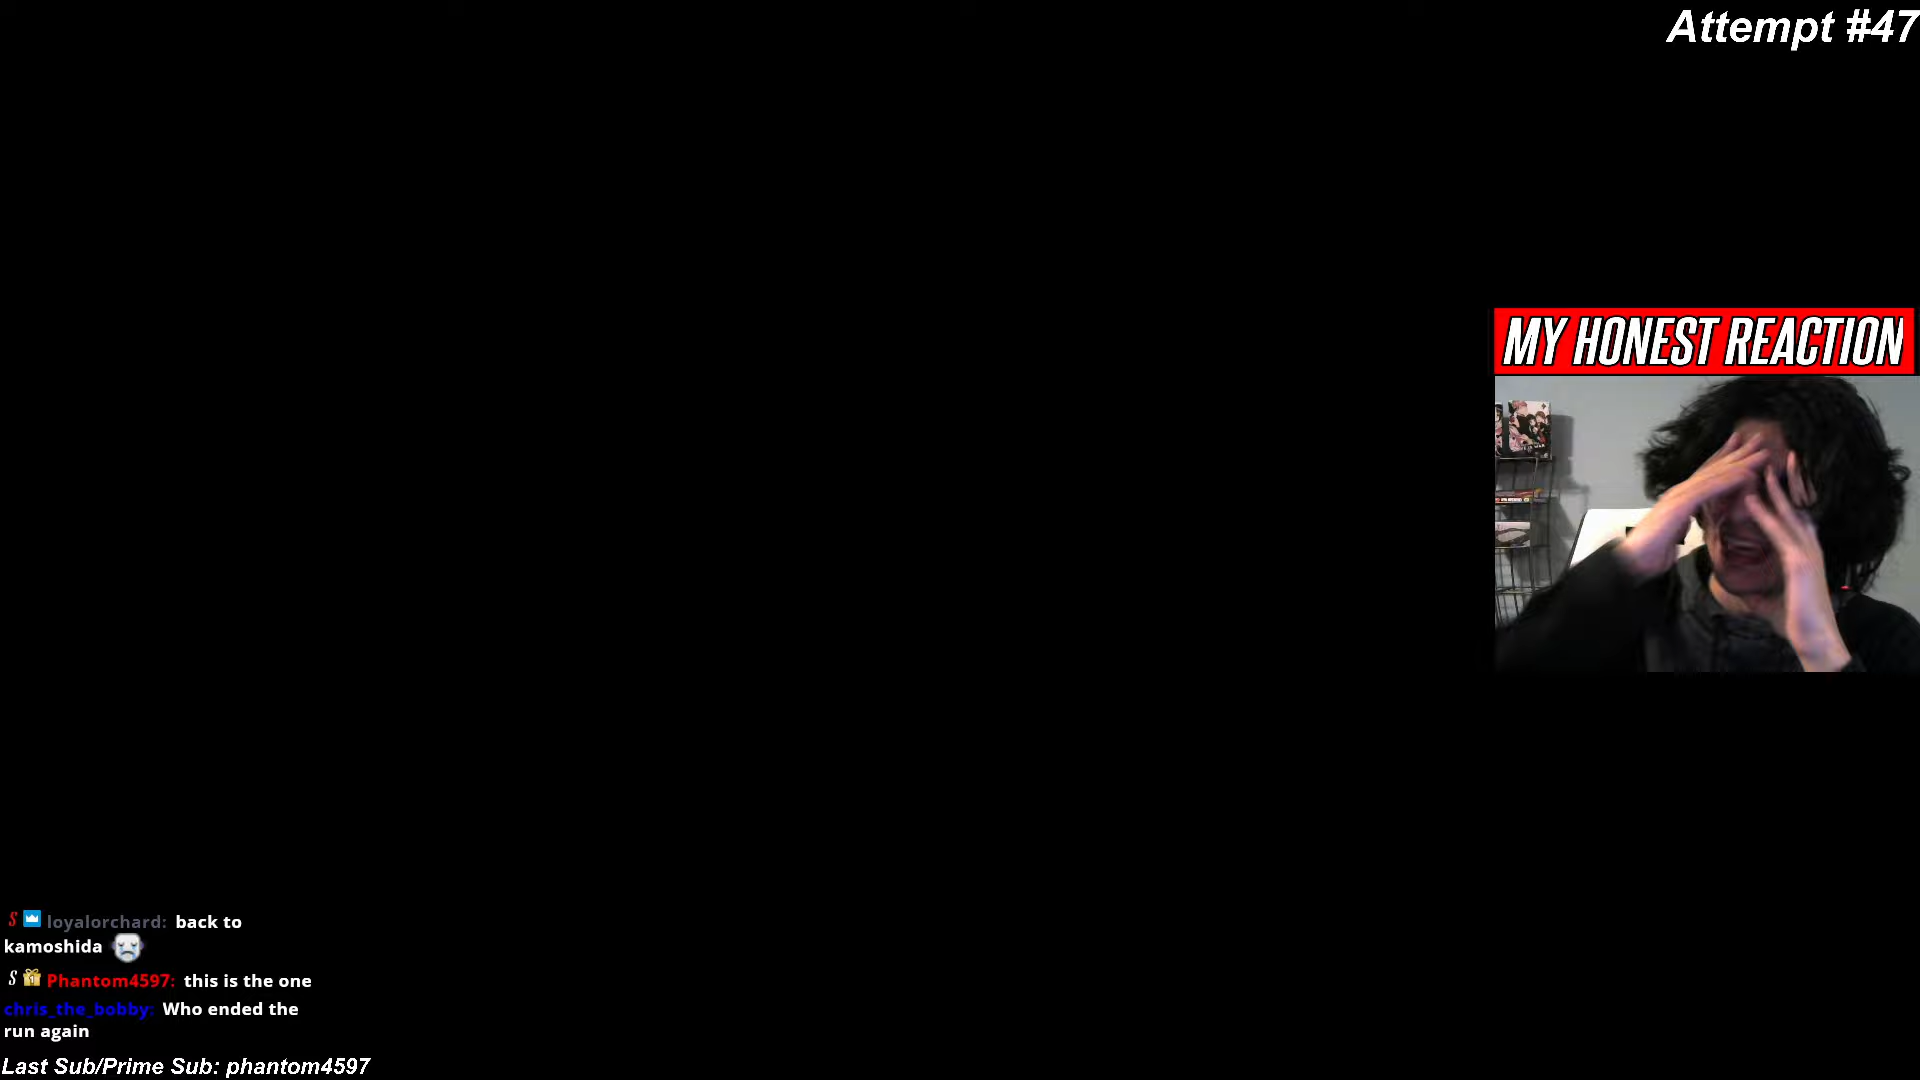 Attempt #47
MY HONEST REACTION
loyalorchard: back to
kamoshida
Phantom4597: this is the one
chris_the_bobby: Who ended the
run again
Last Sub/Prime Sub: phantom4597